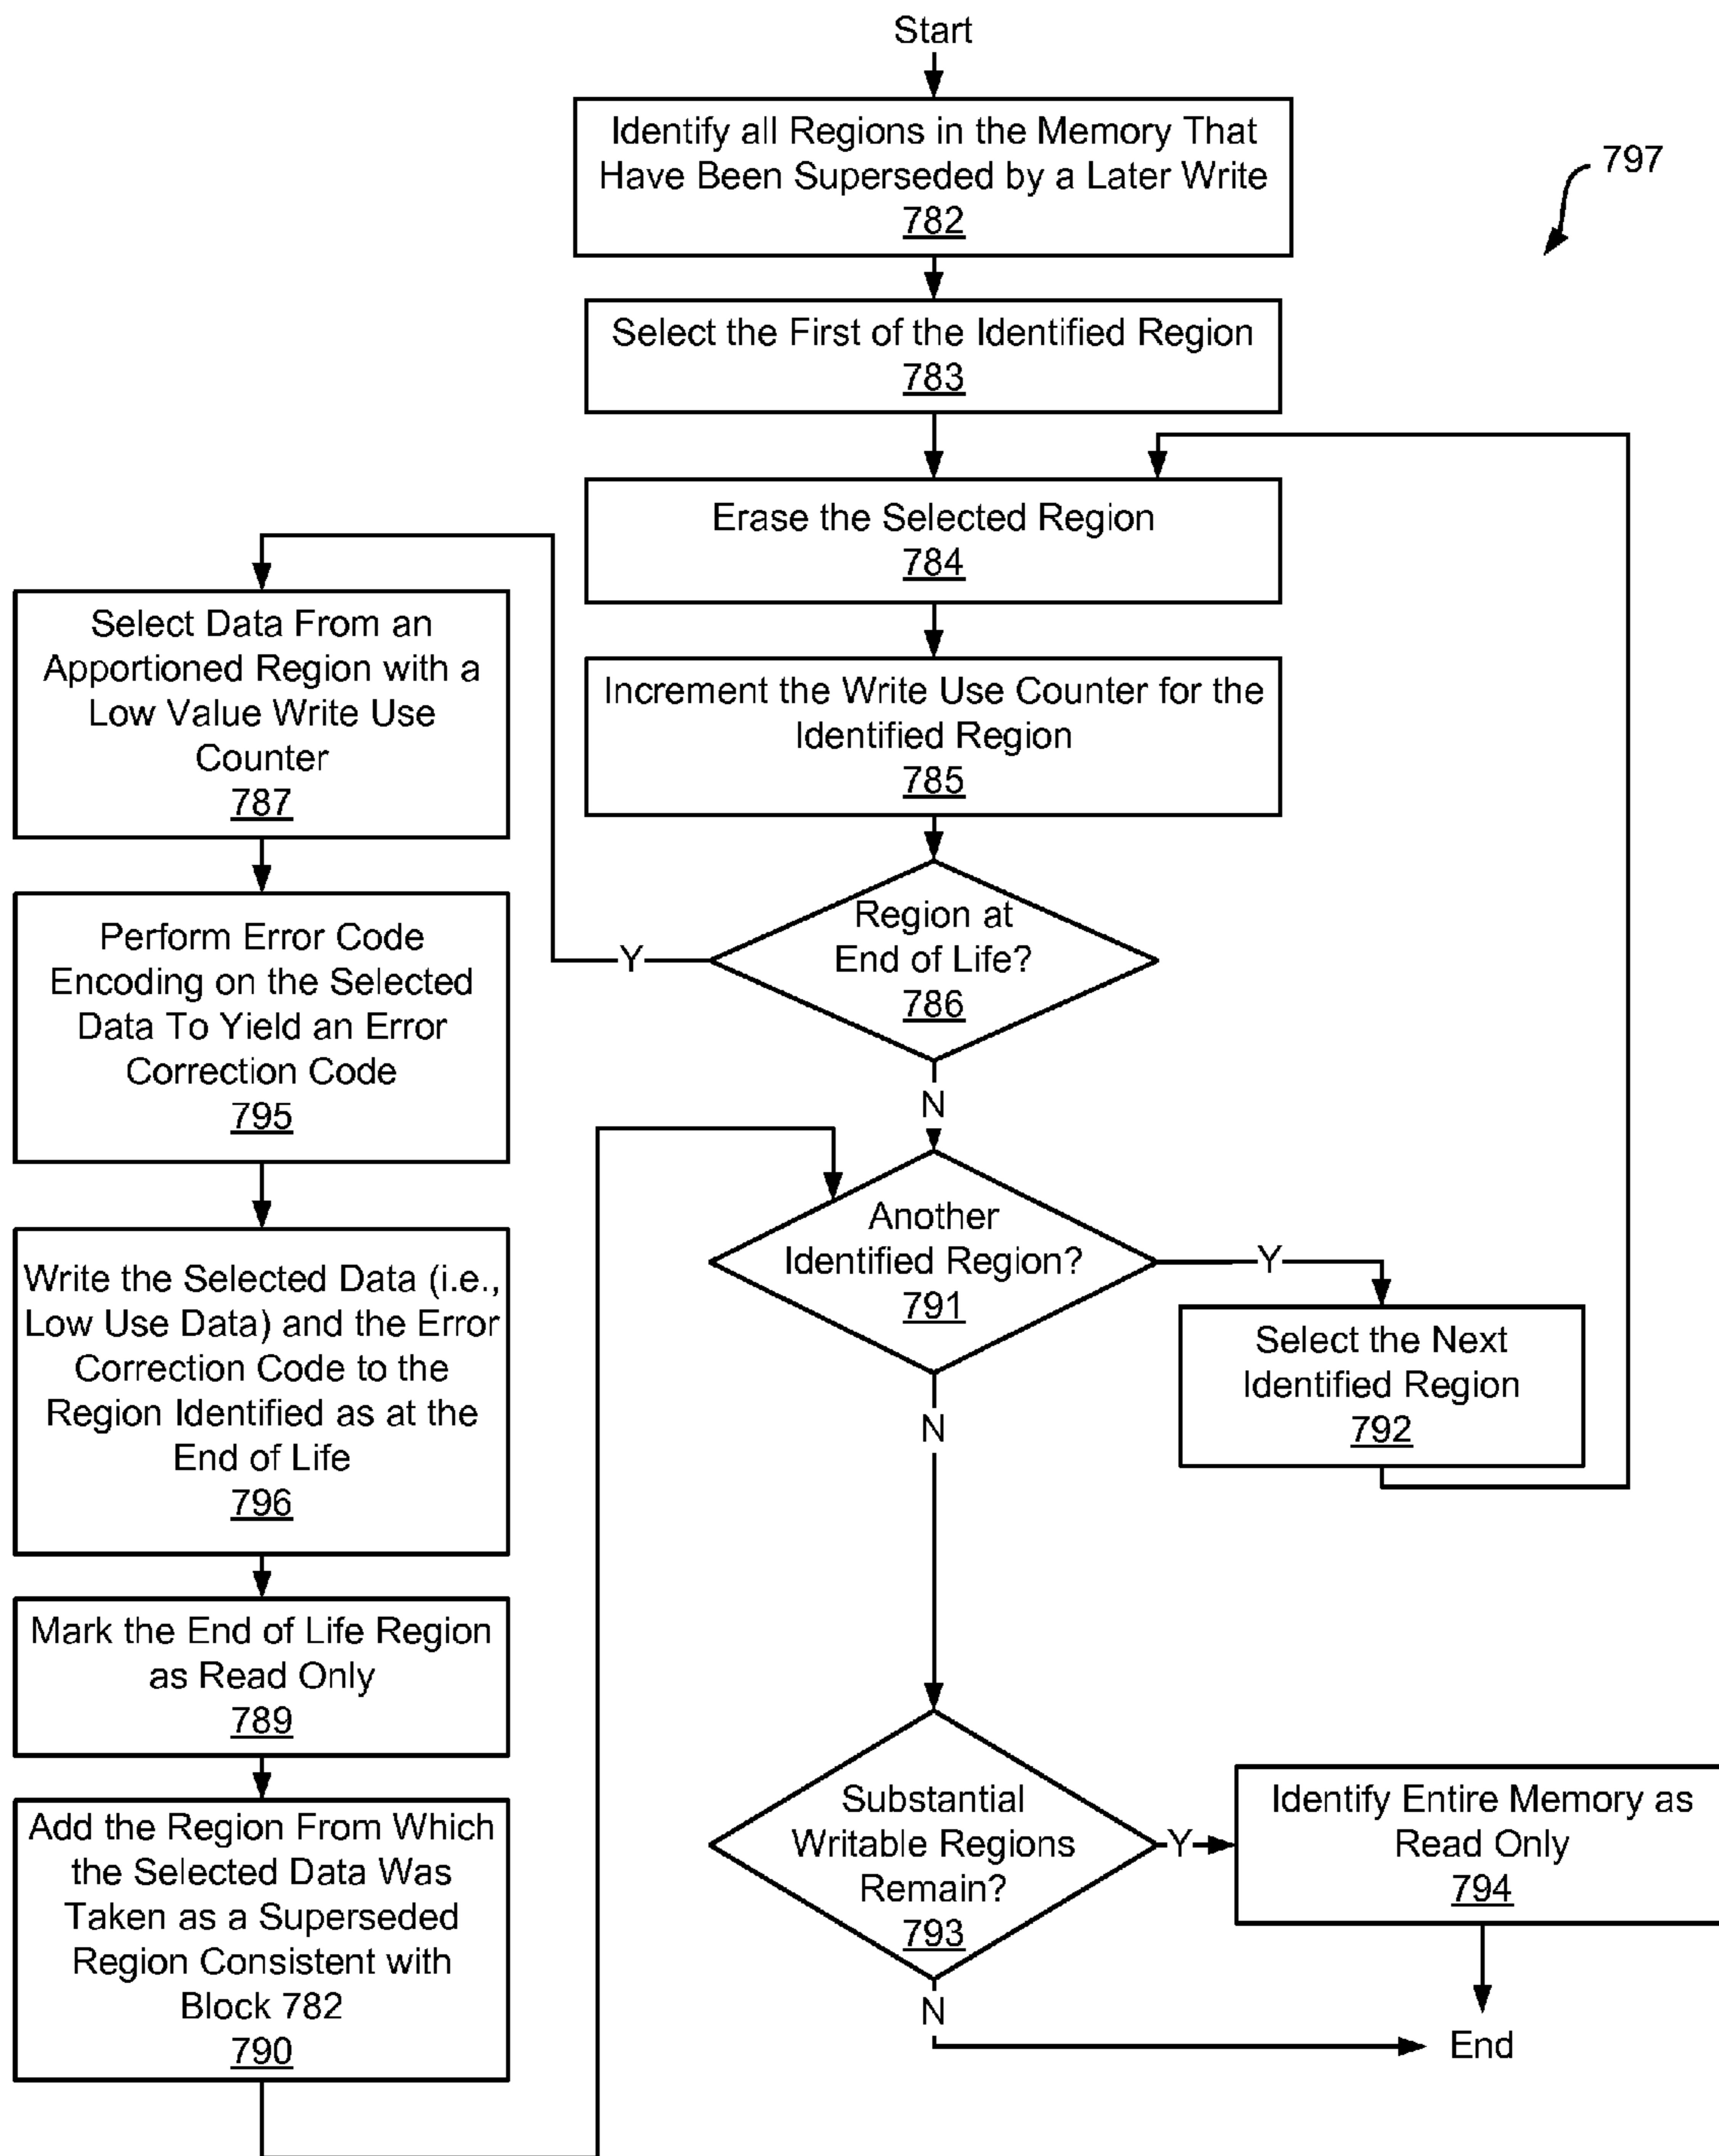 Start
Identify all Regions in the Memory That
Have Been Superseded by a Later Write
782
797
Select the First of the Identified Region
783
Erase the Selected Region
784
Select Data From an
Apportioned Region with a
Low Value Write Use
Counter
787
Increment the Write Use Counter for the
Identified Region
785
Region at
End of Life?
786
Y
N
Perform Error Code
Encoding on the Selected
Data To Yield an Error
Correction Code
795
Another
Identified Region?
791
Y
N
Write the Selected Data (i.e.,
Low Use Data) and the Error
Correction Code to the
Region Identified as at the
End of Life
796
Select the Next
Identified Region
792
Mark the End of Life Region
as Read Only
789
Substantial
Writable Regions
Remain?
793
Y
N
Identify Entire Memory as
Read Only
794
Add the Region From Which
the Selected Data Was
Taken as a Superseded
Region Consistent with
Block 782
790
End